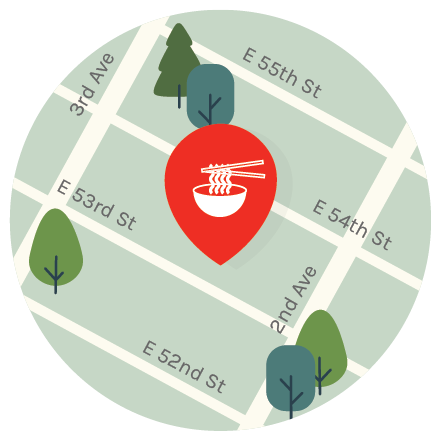 E 55th St
3rd Ave
E 53rd St
E 54th St
2nd Ave
E 52nd St